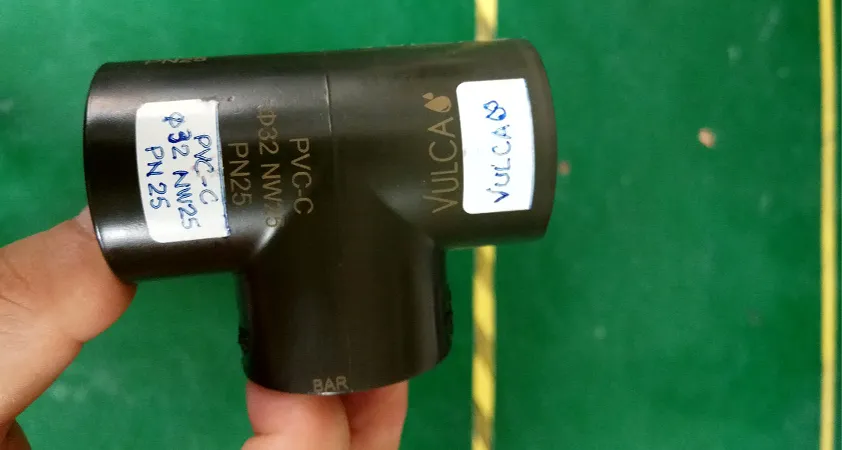 PVC-C
Φ32 NW25
PN 25
PVC-C
Φ32 NW25
PN25
VULCA
VULCA
BAR